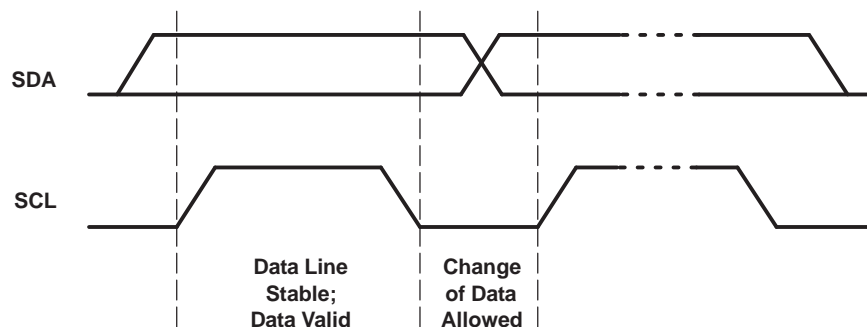 SDA
SCL
Data Line
Stable;
Data Valid
Change
of Data
Allowed